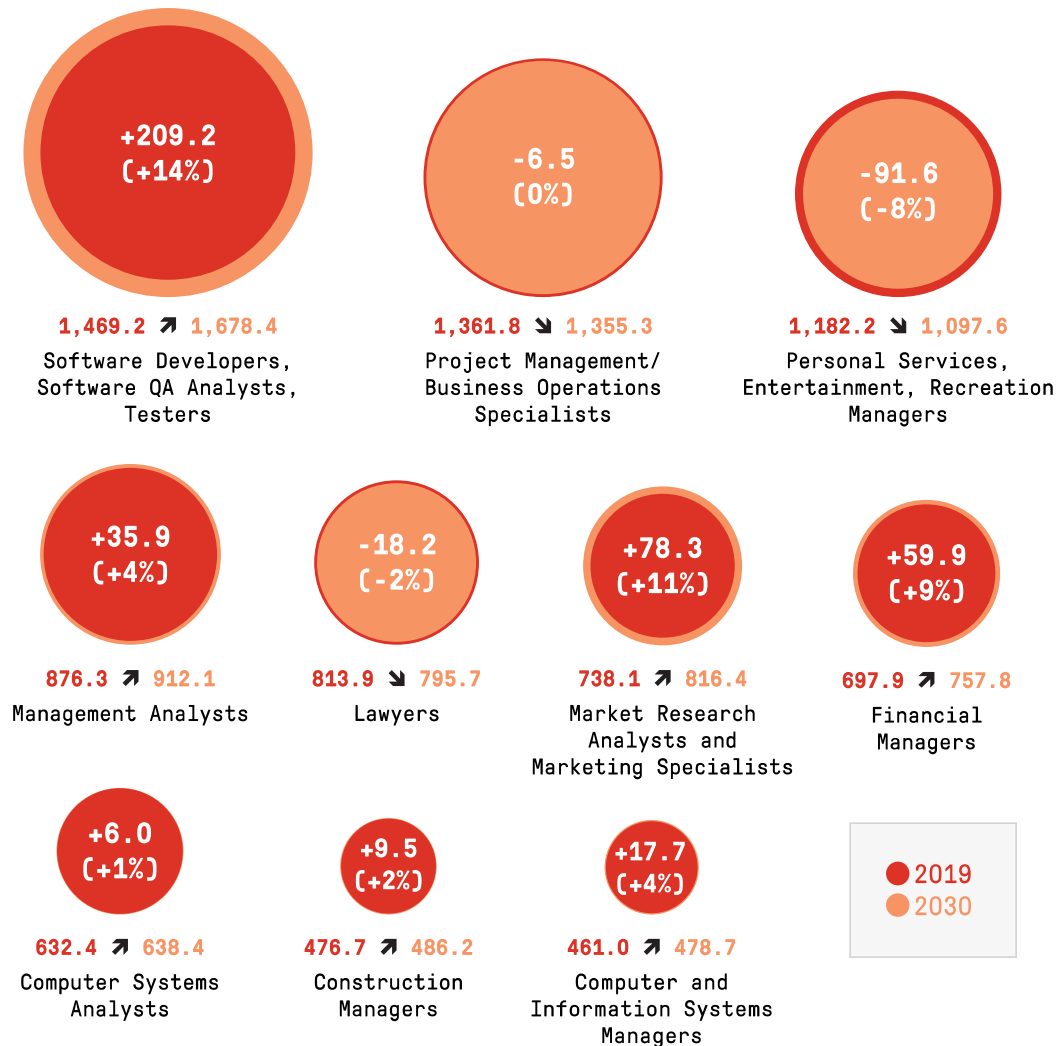 +209.2
(+14%)
-6.5
(0%)
-91.6
(-8%)
1,469.2 ↗ 1,678.4
1,361.8 ↘ 1,355.3
1,182.2 ↘ 1,097.6
Software Developers,
Software QA Analysts,
Testers
Project Management/
Business Operations
Specialists
Personal Services,
Entertainment, Recreation
Managers
+35.9
(+4%)
-18.2
(-2%)
+78.3
(+11%)
+59.9
(+9%)
876.3 ↗ 912.1
813.9 ↘ 795.7
738.1 ↗ 816.4
697.9 ↗ 757.8
Management Analysts
Lawyers
Market Research
Analysts and
Marketing Specialists
Financial
Managers
+6.0
(+1%)
+9.5
(+2%)
+17.7
(+4%)
2019
2030
632.4 ↗ 638.4
476.7 ↗ 486.2
461.0 ↗ 478.7
Computer Systems
Analysts
Construction
Managers
Computer and
Information Systems
Managers